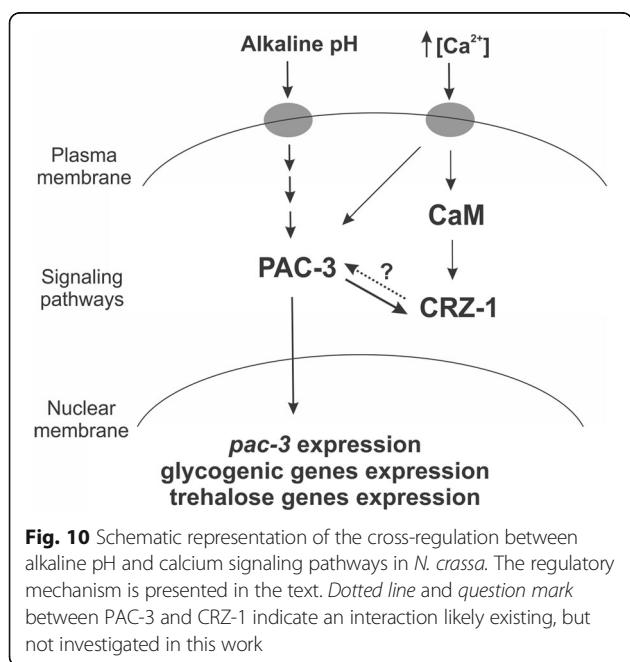 Alkaline pH
↑[Ca²⁺]
Plasma
membrane
CaM
PAC-3
?
Signaling
pathways
CRZ-1
Nuclear
membrane
pac-3 expression
glycogenic genes expression
trehalose genes expression
Fig. 10 Schematic representation of the cross-regulation between
alkaline pH and calcium signaling pathways in N. crassa. The regulatory
mechanism is presented in the text. Dotted line and question mark
between PAC-3 and CRZ-1 indicate an interaction likely existing, but
not investigated in this work